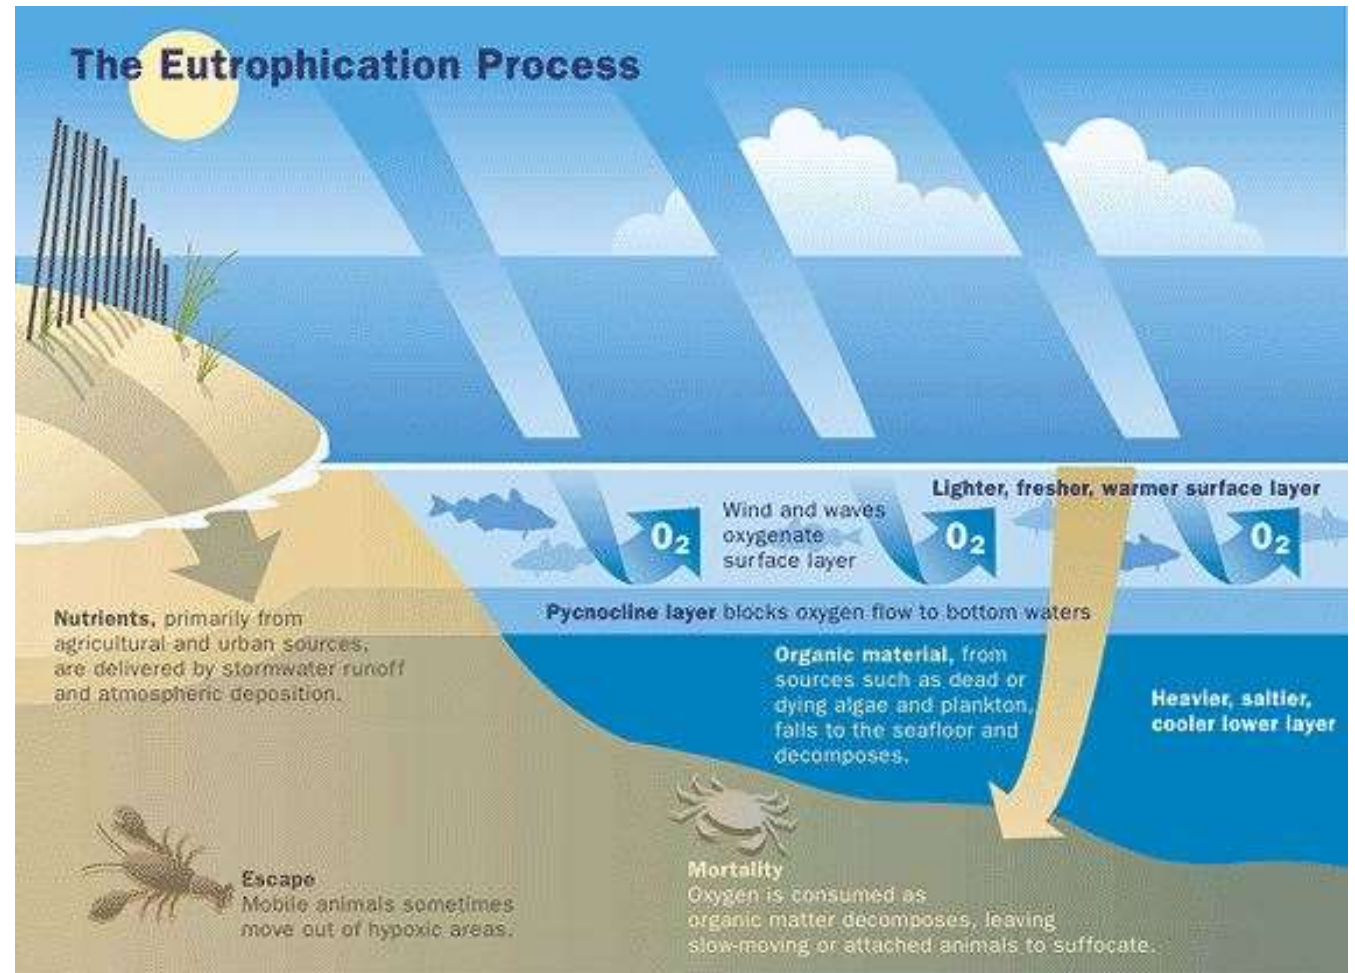 The Eutrophication Process
Lighter, fresher, warmer surface layer
Wind and waves
oxygenate
surface layer
O₂
O₂
O₂
Pycnocline layer blocks oxygen flow to bottom waters
Nutrients, primarily from
agricultural and urban sources,
are delivered by stormwater runoff
and atmospheric deposition.
Organic material, from
sources such as dead or
dying algae and plankton,
falls to the seafloor and
decomposes.
Heavier, saltier,
cooler lower layer
Escape
Mobile animals sometimes
move out of hypoxic areas.
Mortality
Oxygen is consumed as
organic matter decomposes, leaving
slow-moving or attached animals to suffocate.